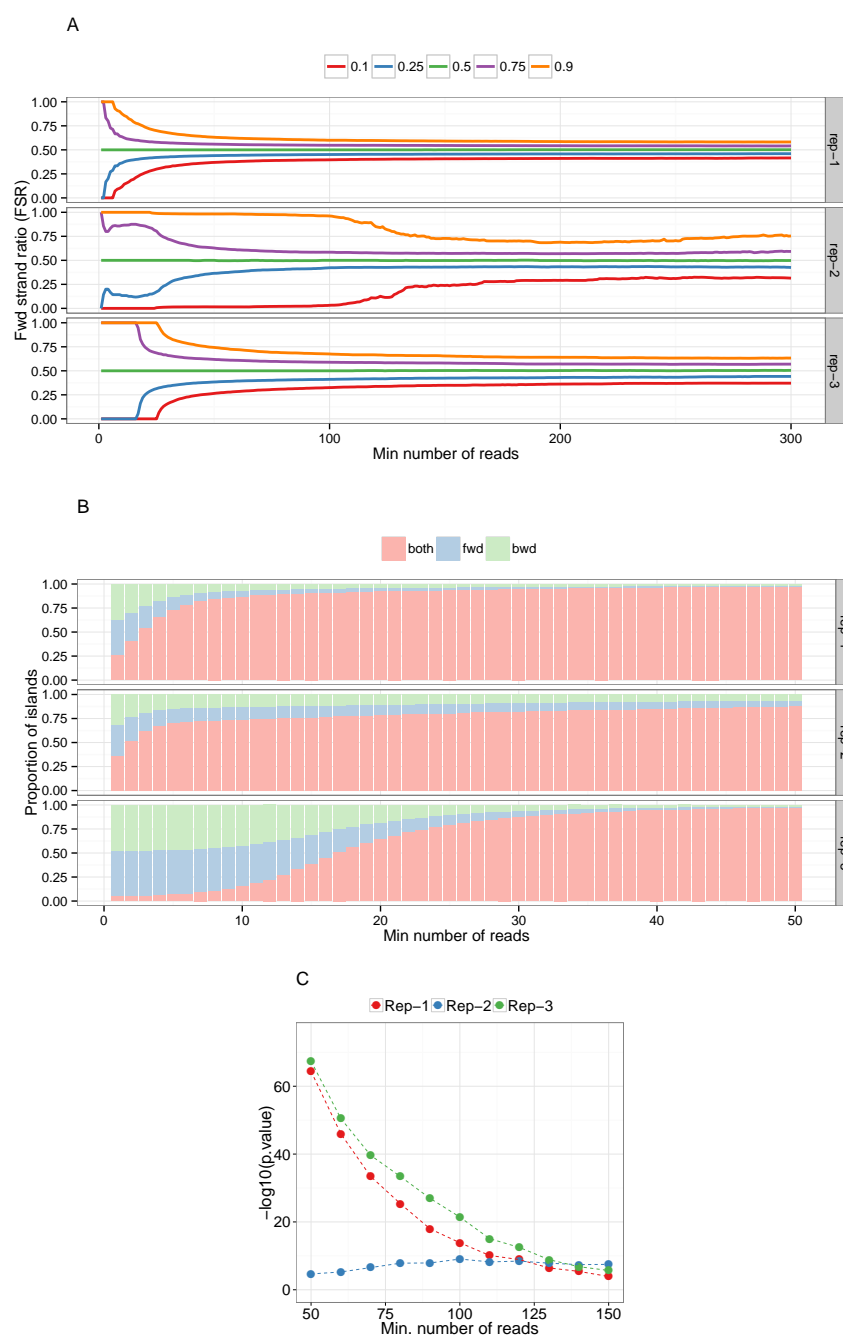 A
0.1 0.25 0.5 0.75 0.9
Fwd strand ratio (FSR)
1.00
0.75
0.50
0.25
0.00
rep−1
1.00
0.75
0.50
0.25
0.00
rep−2
1.00
0.75
0.50
0.25
0.00
rep−3
0 100 200 300
Min number of reads
B
both fwd bwd
Proportion of islands
1.00
0.75
0.50
0.25
0.00
1.00
0.75
0.50
0.25
0.00
1.00
0.75
0.50
0.25
0.00
0 10 20 30 40 50
Min number of reads
C
Rep−1 Rep−2 Rep−3
−log10(p.value)
60
40
20
0
50 75 100 125 150
Min. number of reads